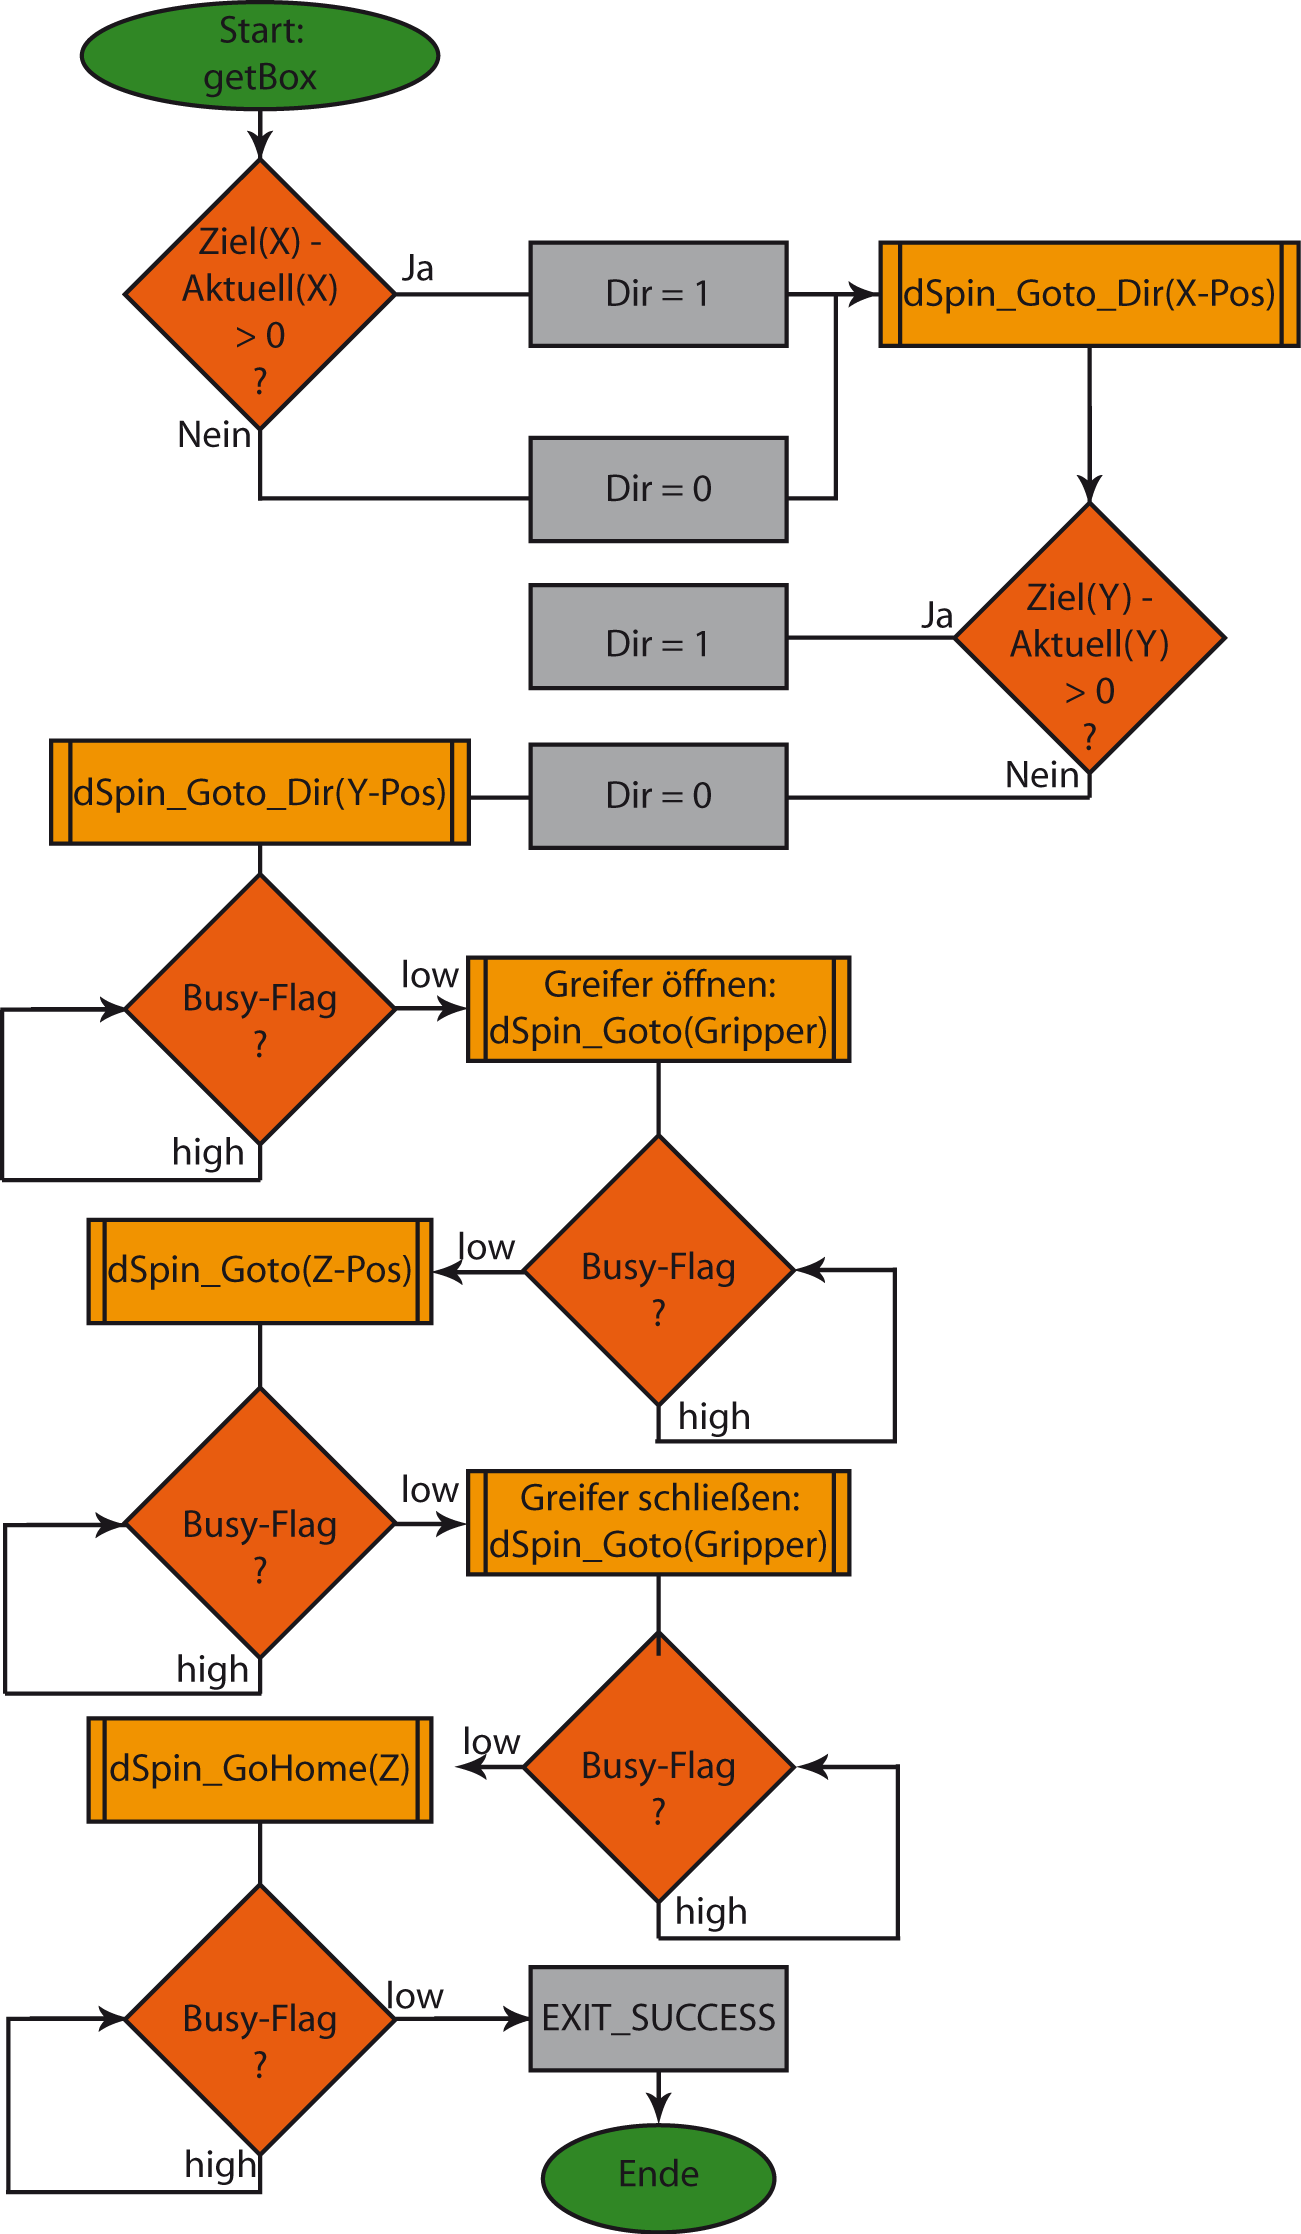 Start:
getBox
Ziel(X) -
Aktuell(X)
> 0
?
Ja
Nein
Dir = 1
Dir = 0
dSpin_Goto_Dir(X-Pos)
Ziel(Y) -
Aktuell(Y)
> 0
?
Ja
Nein
Dir = 1
Dir = 0
dSpin_Goto_Dir(Y-Pos)
Busy-Flag
?
low
high
Greifer öffnen:
dSpin_Goto(Gripper)
Busy-Flag
?
low
high
dSpin_Goto(Z-Pos)
Busy-Flag
?
low
high
Greifer schließen:
dSpin_Goto(Gripper)
Busy-Flag
?
low
high
dSpin_GoHome(Z)
Busy-Flag
?
low
high
EXIT_SUCCESS
Ende